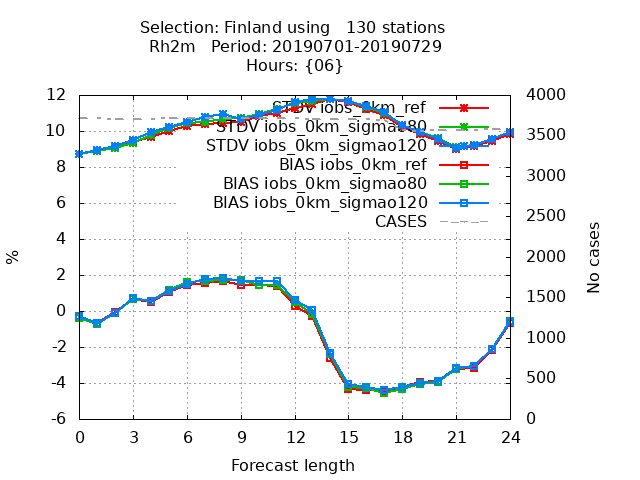 Selection: Finland using   130 stations
Rh2m   Period: 20190701-20190729
Hours: {06}
STDV iobs_0km_ref
STDV iobs_0km_sigmao80
STDV iobs_0km_sigmao120
BIAS iobs_0km_ref
BIAS iobs_0km_sigmao80
BIAS iobs_0km_sigmao120
CASES
12
10
8
6
4
2
0
-2
-4
-6
%
4000
3500
3000
2500
2000
1500
1000
500
0
No cases
0 3 6 9 12 15 18 21 24
Forecast length